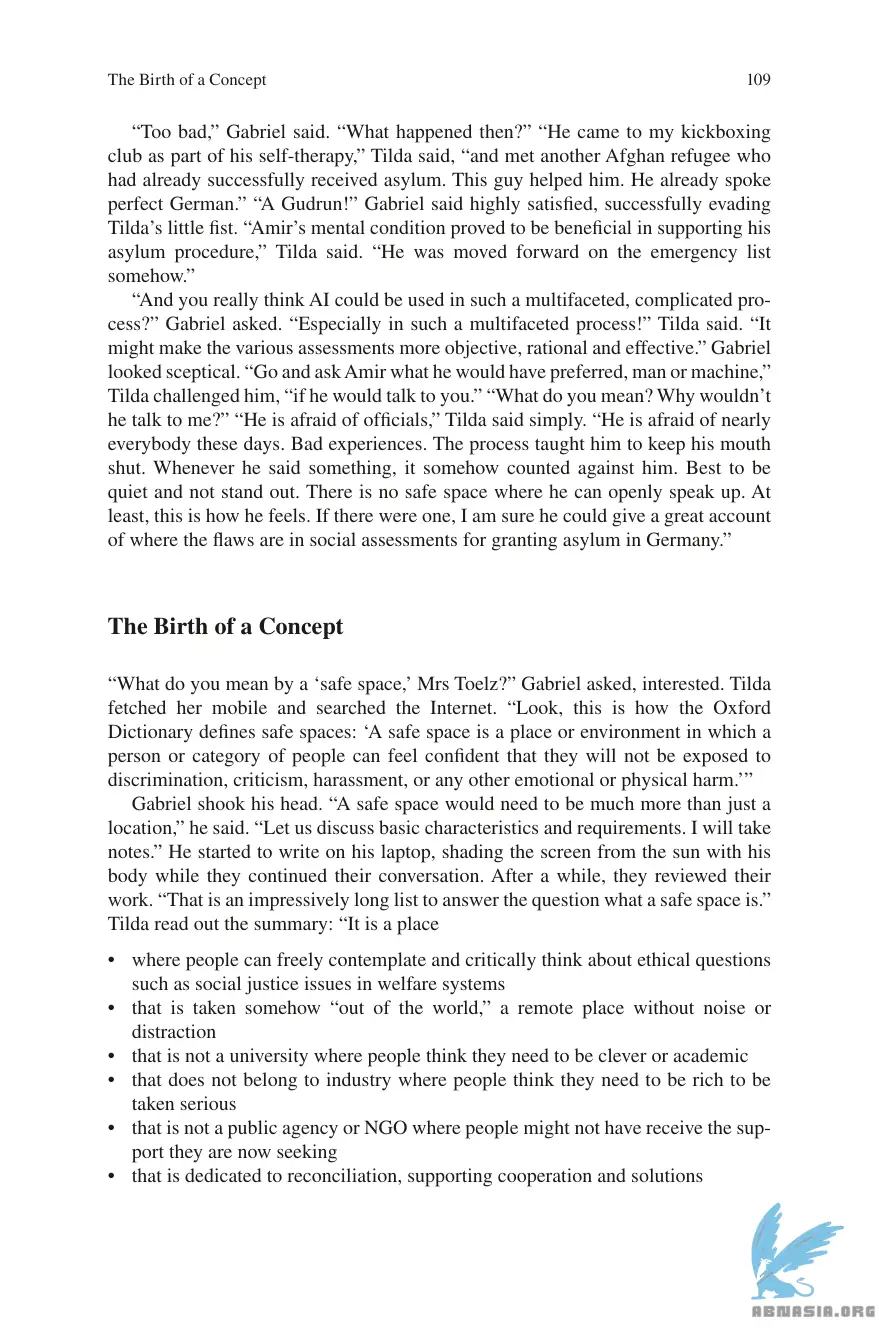 The Birth of a Concept 109
“Too bad,” Gabriel said. “What happened then?” “He came to my kickboxing
club as part of his self-therapy,” Tilda said, “and met another Afghan refugee who
had already successfully received asylum. This guy helped him. He already spoke
perfect German.” “A Gudrun!” Gabriel said highly satisfied, successfully evading
Tilda’s little fist. “Amir’s mental condition proved to be beneficial in supporting his
asylum procedure,” Tilda said. “He was moved forward on the emergency list
somehow.”
“And you really think AI could be used in such a multifaceted, complicated pro-
cess?” Gabriel asked. “Especially in such a multifaceted process!” Tilda said. “It
might make the various assessments more objective, rational and effective.” Gabriel
looked sceptical. “Go and ask Amir what he would have preferred, man or machine,”
Tilda challenged him, “if he would talk to you.” “What do you mean? Why wouldn’t
he talk to me?” “He is afraid of officials,” Tilda said simply. “He is afraid of nearly
everybody these days. Bad experiences. The process taught him to keep his mouth
shut. Whenever he said something, it somehow counted against him. Best to be
quiet and not stand out. There is no safe space where he can openly speak up. At
least, this is how he feels. If there were one, I am sure he could give a great account
of where the flaws are in social assessments for granting asylum in Germany.”
The Birth of a Concept
“What do you mean by a ‘safe space,’ Mrs Toelz?” Gabriel asked, interested. Tilda
fetched her mobile and searched the Internet. “Look, this is how the Oxford
Dictionary defines safe spaces: ‘A safe space is a place or environment in which a
person or category of people can feel confident that they will not be exposed to
discrimination, criticism, harassment, or any other emotional or physical harm.’”
Gabriel shook his head. “A safe space would need to be much more than just a
location,” he said. “Let us discuss basic characteristics and requirements. I will take
notes.” He started to write on his laptop, shading the screen from the sun with his
body while they continued their conversation. After a while, they reviewed their
work. “That is an impressively long list to answer the question what a safe space is.”
Tilda read out the summary: “It is a place
• where people can freely contemplate and critically think about ethical questions
such as social justice issues in welfare systems
• that is taken somehow “out of the world,” a remote place without noise or
distraction
• that is not a university where people think they need to be clever or academic
• that does not belong to industry where people think they need to be rich to be
taken serious
• that is not a public agency or NGO where people might not have receive the sup-
port they are now seeking
• that is dedicated to reconciliation, supporting cooperation and solutions
ABNASIA.ORG